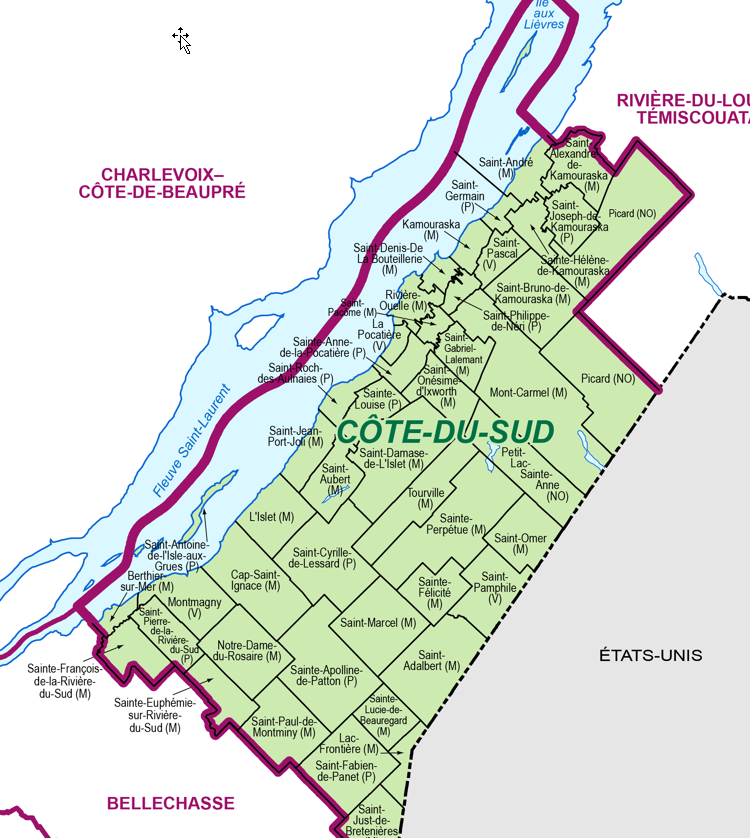 Île
aux
Lièvres
RIVIÈRE-DU-LOU
TÉMISCOUATA
CHARLEVOIX–
CÔTE-DE-BEAUPRÉ
Saint-
Alexandre-
de-
Kamouraska
(M)
Saint-André
(M)
Saint-
Germain
(P)
Saint-
Joseph-de-
Kamouraska
(P)
Picard (NO)
Kamouraska
(M)
Saint-
Pascal
(V)
Saint-Denis-De
La Bouteillerie
(M)
Sainte-Hélène-
de-Kamouraska
(M)
Saint-Bruno-de-
Kamouraska (M)
Rivière-
Ouelle (M)
Saint-
Pacôme (M)
Saint-Philippe-
de-Néri (P)
La
Pocatière
(V)
Sainte-Anne-
de-la-Pocatière (P)
Saint-
Gabriel-
Lalemant
(M)
Saint-Roch-
des-Aulnaies (P)
Saint-
Onésime-
d'Ixworth
(M)
Picard (NO)
Mont-Carmel (M)
Sainte-
Louise (P)
Fleuve Saint-Laurent
Saint-Jean-
Port-Joli (M)
CÔTE-DU-SUD
Saint-Damase-
de-L'Islet (M)
Petit-
Lac-
Sainte-
Anne
(NO)
Saint-
Aubert
(M)
Tourville
(M)
L'Islet (M)
Sainte-
Perpétue (M)
Saint-Omer
(M)
Saint-Antoine-
de-l'Isle-aux-
Grues (P)
Saint-Cyrille-
de-Lessard (P)
Berthier-
sur-Mer (M)
Cap-Saint-
Ignace (M)
Sainte-
Félicité
(M)
Saint-
Pamphile
(V)
Montmagny
(V)
Saint-
Pierre-
de-la-
Rivière-
du-Sud
(P)
Saint-Marcel (M)
Notre-Dame-
du-Rosaire (M)
Saint-
Adalbert (M)
ÉTATS-UNIS
Sainte-François-
de-la-Rivière-
du-Sud (M)
Sainte-Apolline-
de-Patton (P)
Sainte-Euphémie-
sur-Rivière-
du-Sud (M)
Sainte-
Lucie-de-
Beauregard
(M)
Saint-Paul-de-
Montminy (M)
Lac-
Frontière (M)
Saint-Fabien-
de-Panet (P)
BELLECHASSE
Saint-
Just-de-
Bretenières